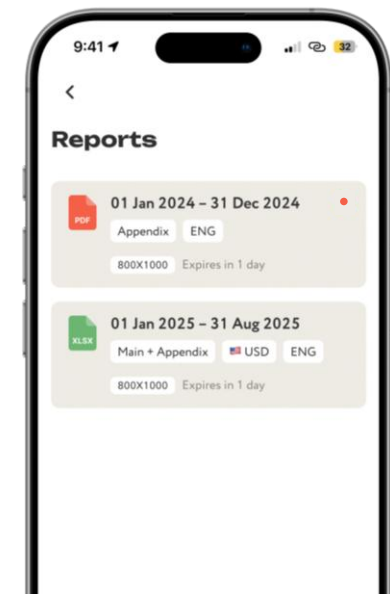 9:41 32
Reports
PDF
01 Jan 2024 – 31 Dec 2024
Appendix ENG
800X1000 Expires in 1 day
XLSX
01 Jan 2025 – 31 Aug 2025
Main + Appendix USD ENG
800X1000 Expires in 1 day